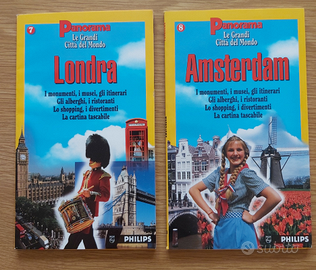 7
Panorama
Le Grandi
Città del Mondo
Londra
I monumenti, i musei, gli itinerari
Gli alberghi, i ristoranti
Lo shopping, i divertimenti
La cartina tascabile
PHILIPS
8
Panorama
Le Grandi
Città del Mondo
Amsterdam
I monumenti, i musei, gli itinerari
Gli alberghi, i ristoranti
Lo shopping, i divertimenti
La cartina tascabile
PHILIPS
subito